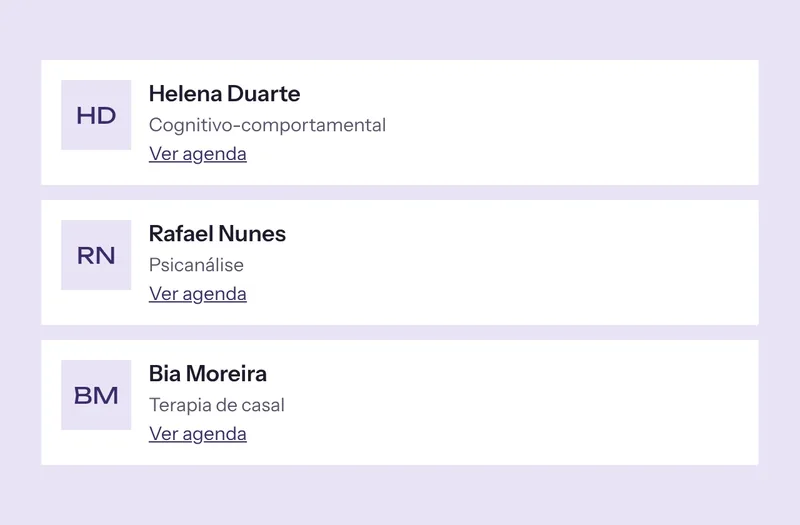 HD
Helena Duarte
Cognitivo-comportamental
Ver agenda
RN
Rafael Nunes
Psicanálise
Ver agenda
BM
Bia Moreira
Terapia de casal
Ver agenda